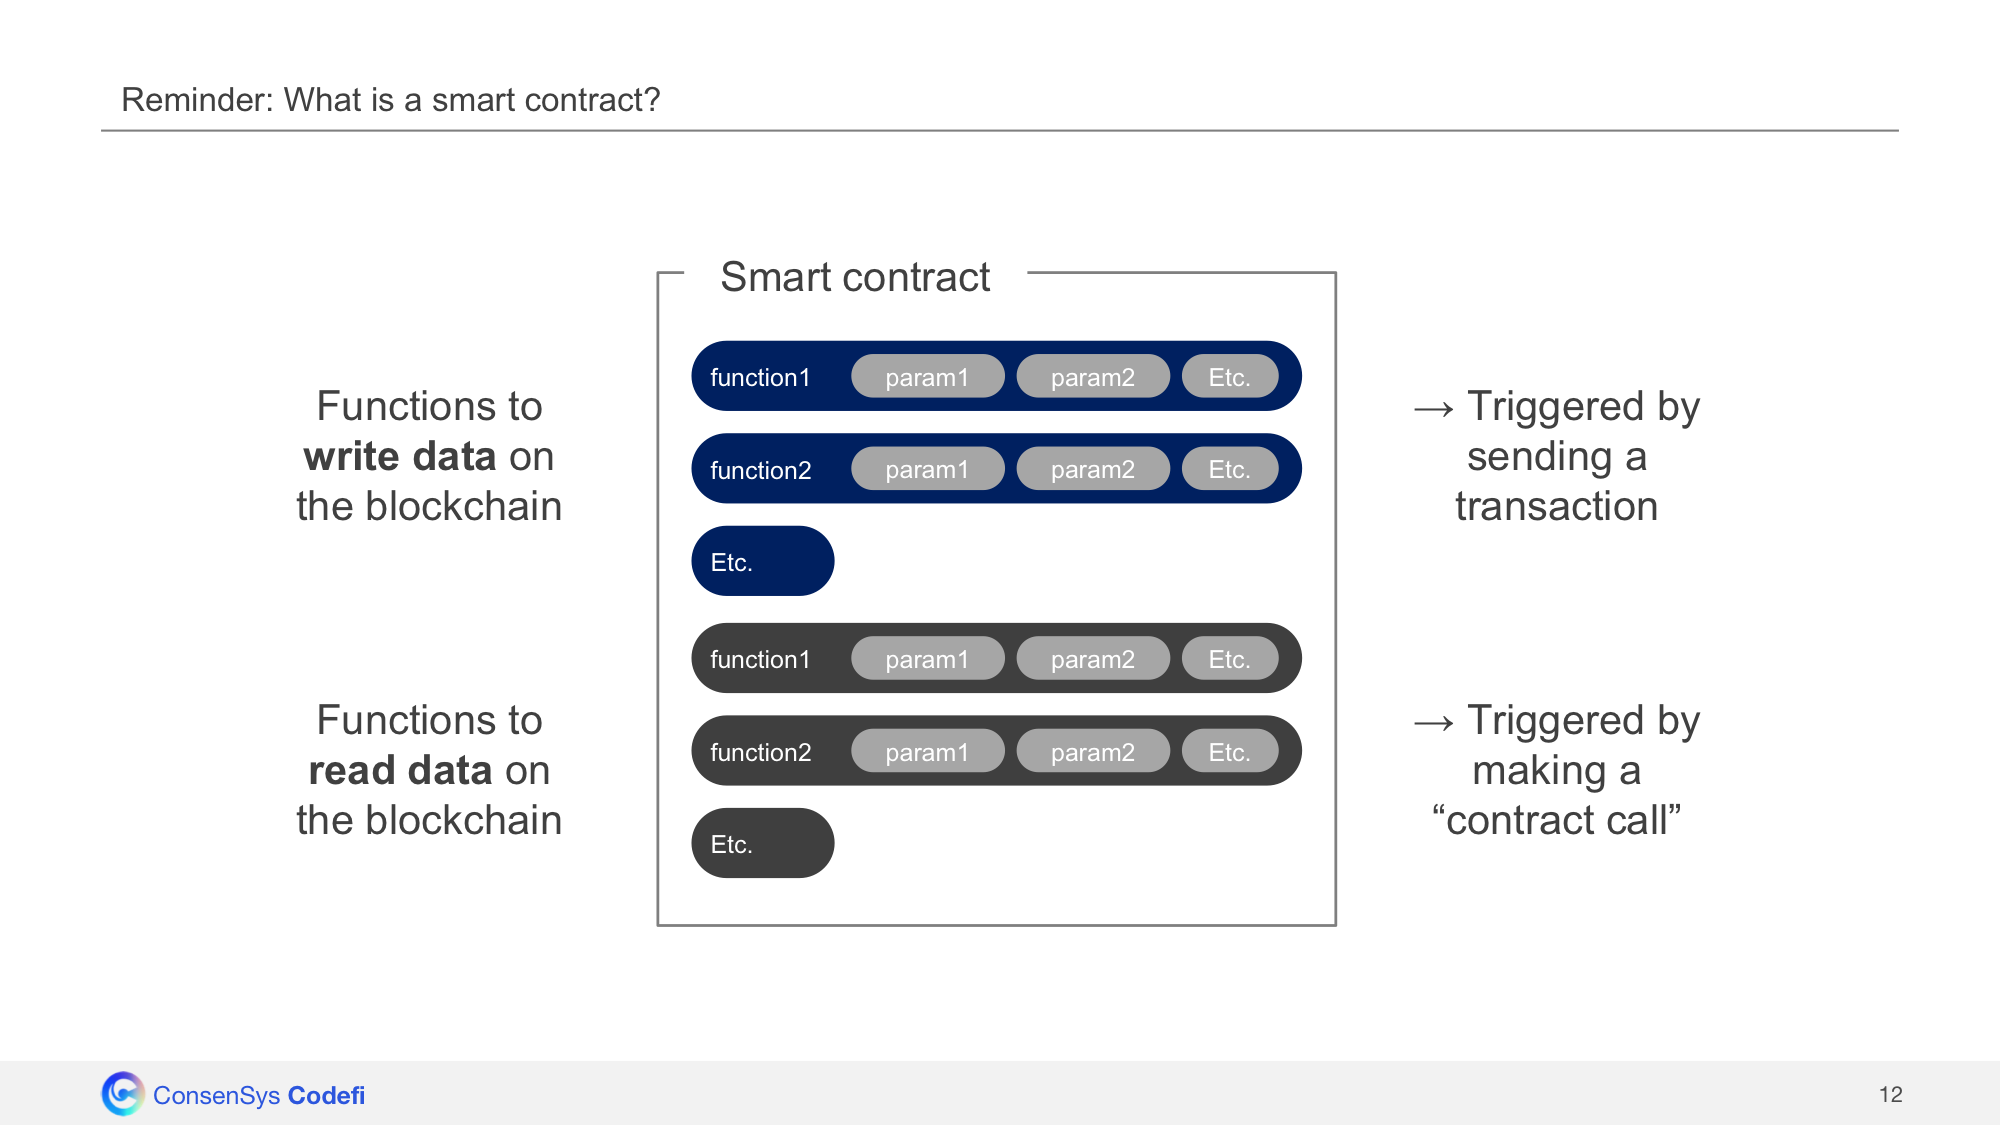 Reminder: What is a smart contract?
Smart contract
Functions to
write data on
the blockchain
function1 param1 param2 Etc.
function2 param1 param2 Etc.
Etc.
→ Triggered by
sending a
transaction
Functions to
read data on
the blockchain
function1 param1 param2 Etc.
function2 param1 param2 Etc.
Etc.
→ Triggered by
making a
“contract call”
ConsenSys Codefi
12